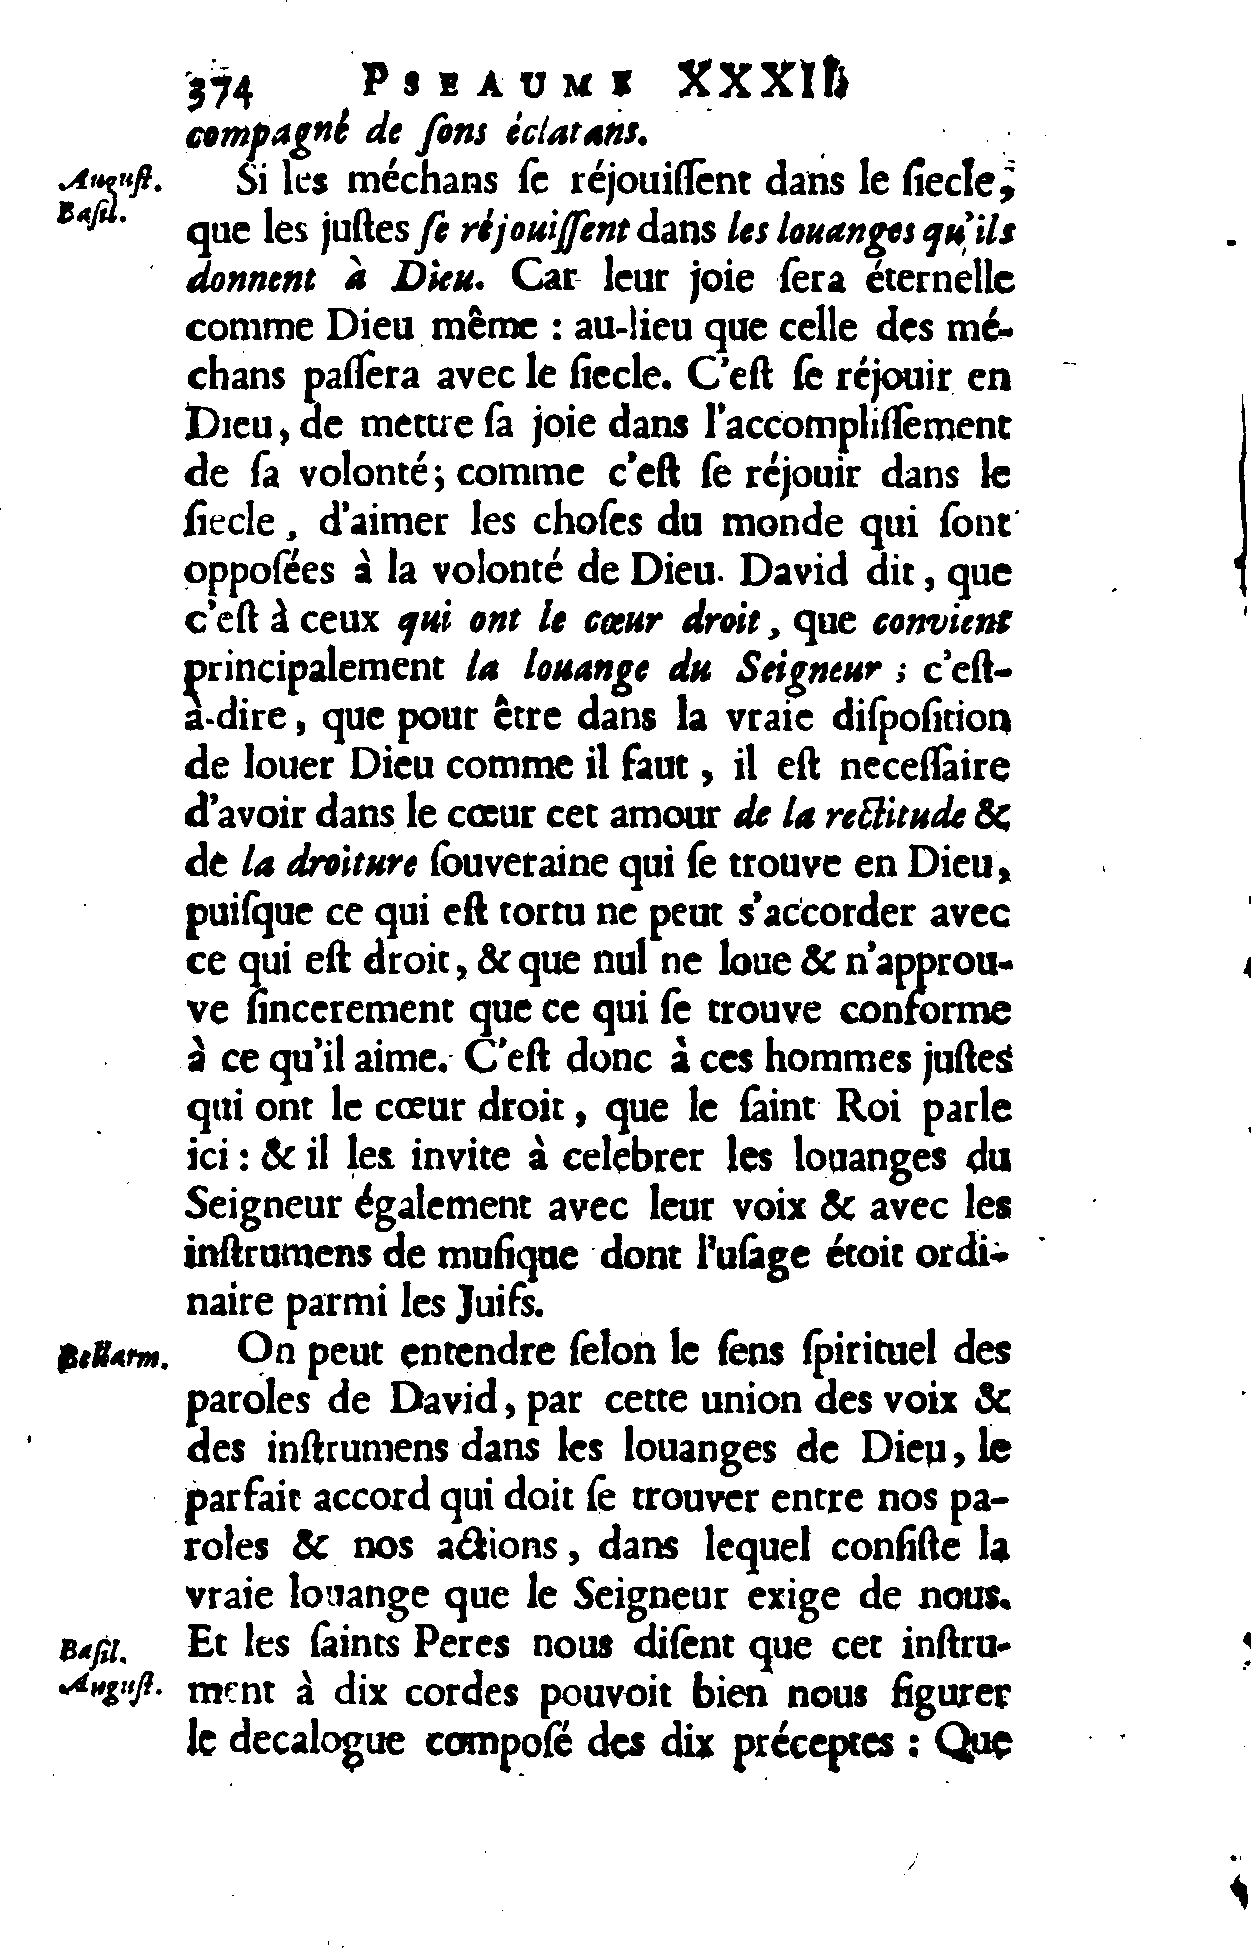 374 PSEAUME XXXII
compagné de ſons éclatans.
Auguſt.
Baſil.
Si les méchans ſe réjouiſſent dans le ſiecle,
que les juſtes ſe réjouiſſent dans les louanges qu'ils
donnent à Dieu. Car leur joie ſera éternelle
comme Dieu même : au-lieu que celle des mé-
chans paſſera avec le ſiecle. C'eſt ſe réjouir en
Dieu, de mettre ſa joie dans l'accompliſſement
de ſa volonté; comme c'eſt ſe réjouir dans le
ſiecle, d'aimer les choſes du monde qui ſont
oppoſées à la volonté de Dieu. David dit, que
c'eſt à ceux qui ont le cœur droit, que convient
principalement la louange du Seigneur ; c'eſt-
à-dire, que pour être dans la vraie diſpoſition
de louer Dieu comme il faut, il eſt neceſſaire
d'avoir dans le cœur cet amour de la rectitude &
de la droiture ſouveraine qui ſe trouve en Dieu,
puiſque ce qui eſt tortu ne peut s'accorder avec
ce qui eſt droit, & que nul ne loue & n'approu-
ve ſincerement que ce qui ſe trouve conforme
à ce qu'il aime. C'eſt donc à ces hommes juſtes
qui ont le cœur droit, que le ſaint Roi parle
ici : & il les invite à celebrer les louanges du
Seigneur également avec leur voix & avec les
inſtrumens de muſique dont l'uſage étoit ordi-
naire parmi les Juifs.
Bellarm.
On peut entendre ſelon le ſens ſpirituel des
paroles de David, par cette union des voix &
des inſtrumens dans les louanges de Dieu, le
parfait accord qui doit ſe trouver entre nos pa-
roles & nos actions, dans lequel conſiſte la
vraie louange que le Seigneur exige de nous.
Baſil.
Auguſt.
Et les ſaints Peres nous diſent que cet inſtru-
ment à dix cordes pouvoit bien nous figurer
le decalogue compoſé des dix préceptes : Que